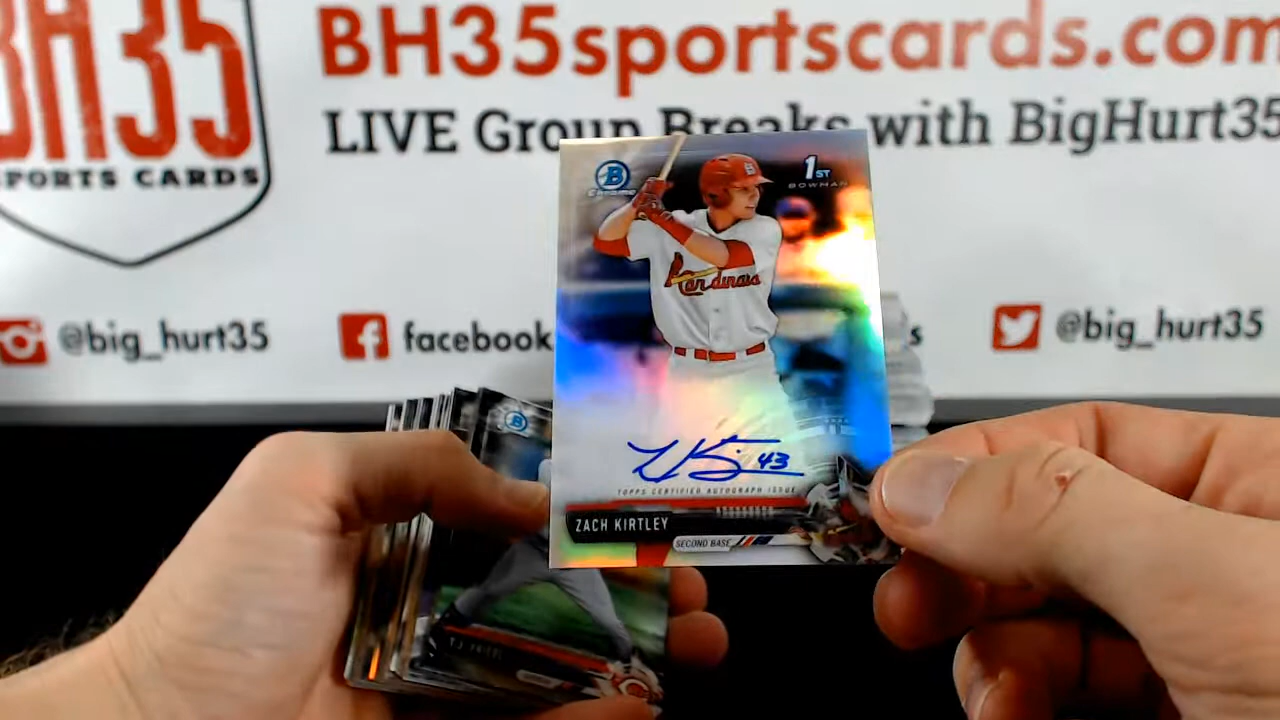 BH35
SPORTS CARDS
BH35sportscards.com
LIVE Group Breaks with BigHurt35
@big_hurt35
facebook
s
@big_hurt35
B
Chrome
1ST
BOWMAN
Cardinals
43
TOPPS CERTIFIED AUTOGRAPH ISSUE
ZACH KIRTLEY
SECOND BASE
B